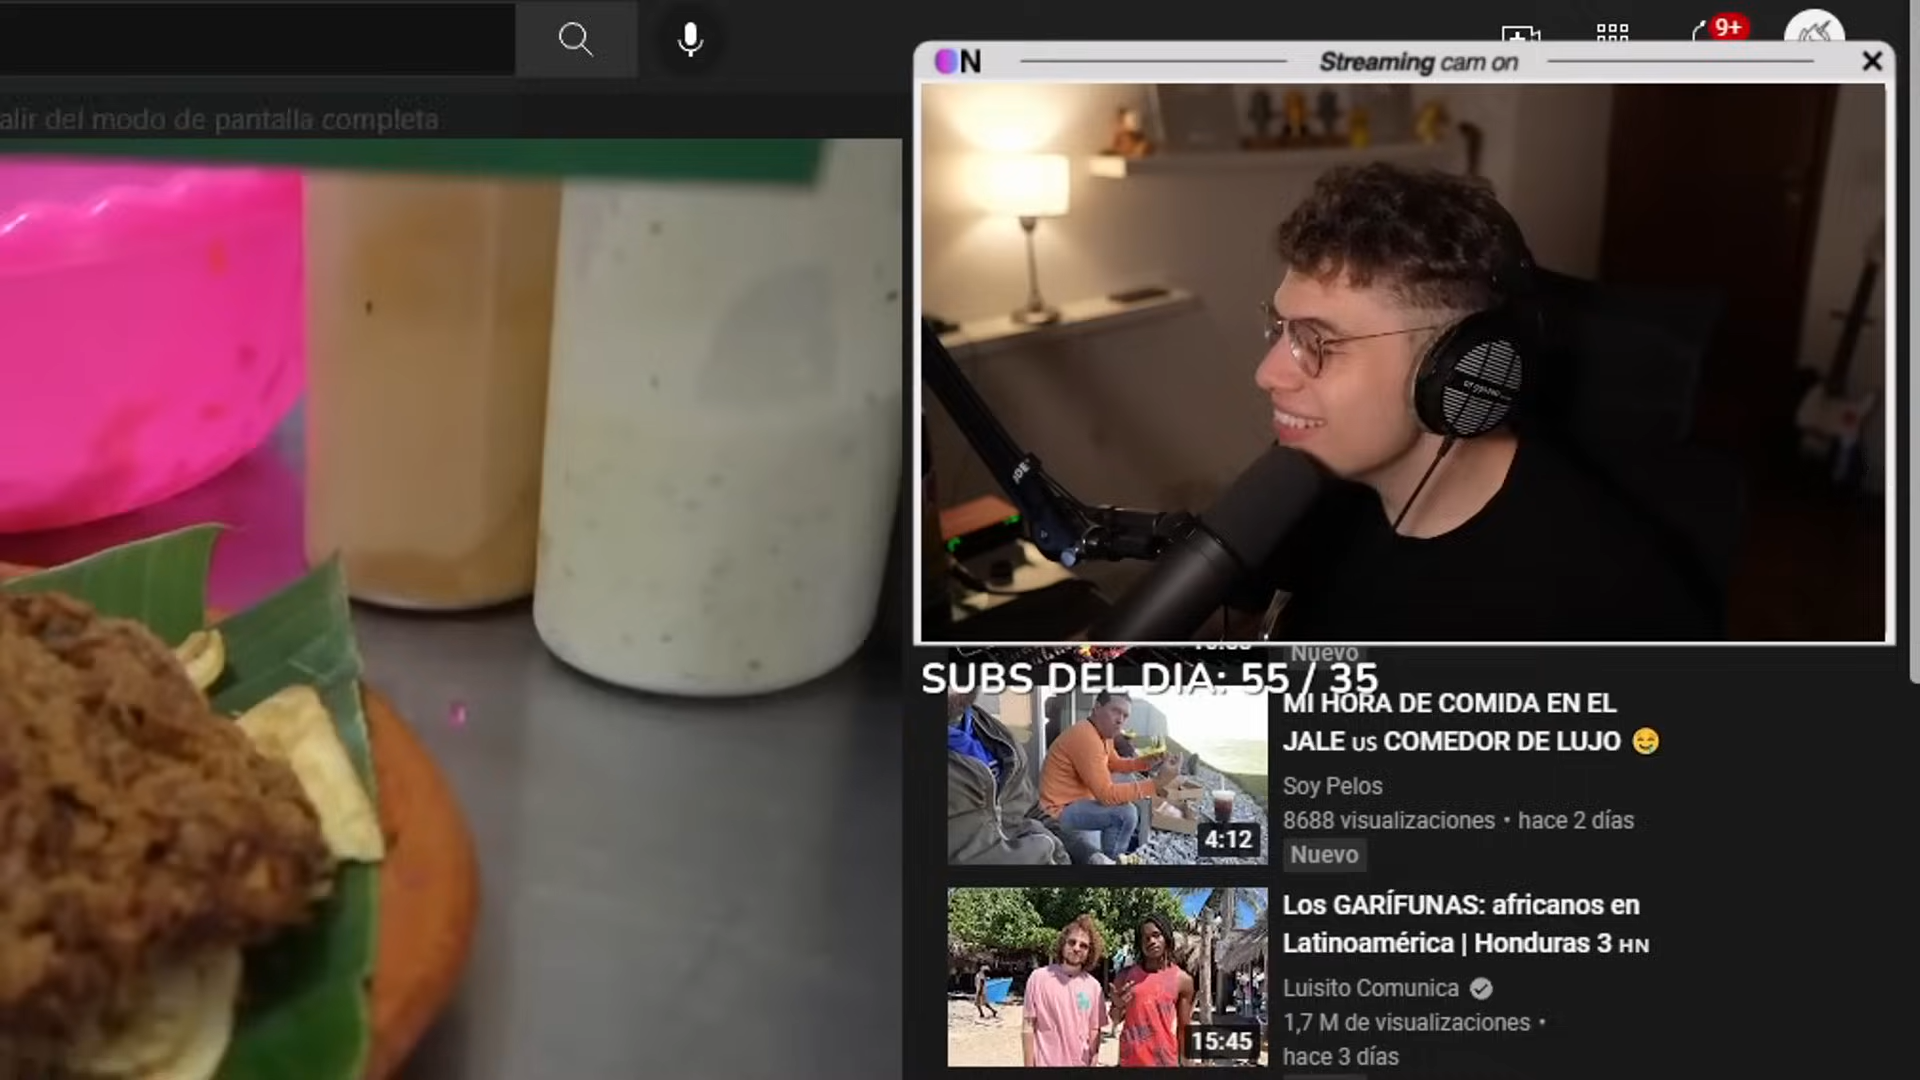 9+
N
Streaming cam on
alir del modo de pantalla completa
Nuevo
SUBS DEL DIA: 55 / 35
MI HORA DE COMIDA EN EL
JALE US COMEDOR DE LUJO 🤤
Soy Pelos
8688 visualizaciones • hace 2 días
4:12
Nuevo
Los GARÍFUNAS: africanos en
Latinoamérica | Honduras 3 HN
Luisito Comunica
1,7 M de visualizaciones •
15:45
hace 3 días